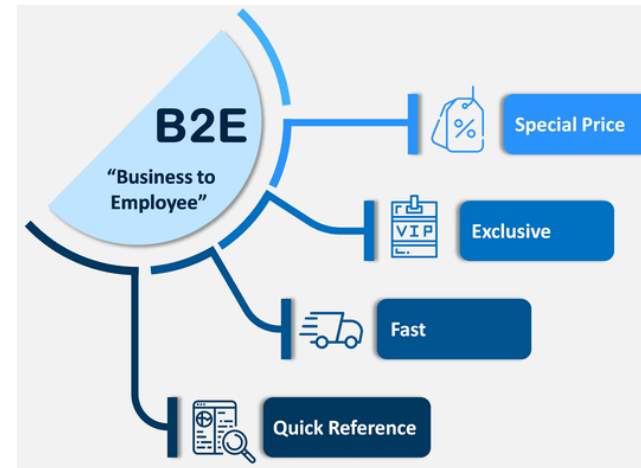 B2E
“Business to
Employee”
Special Price
VIP
Exclusive
Fast
Quick Reference